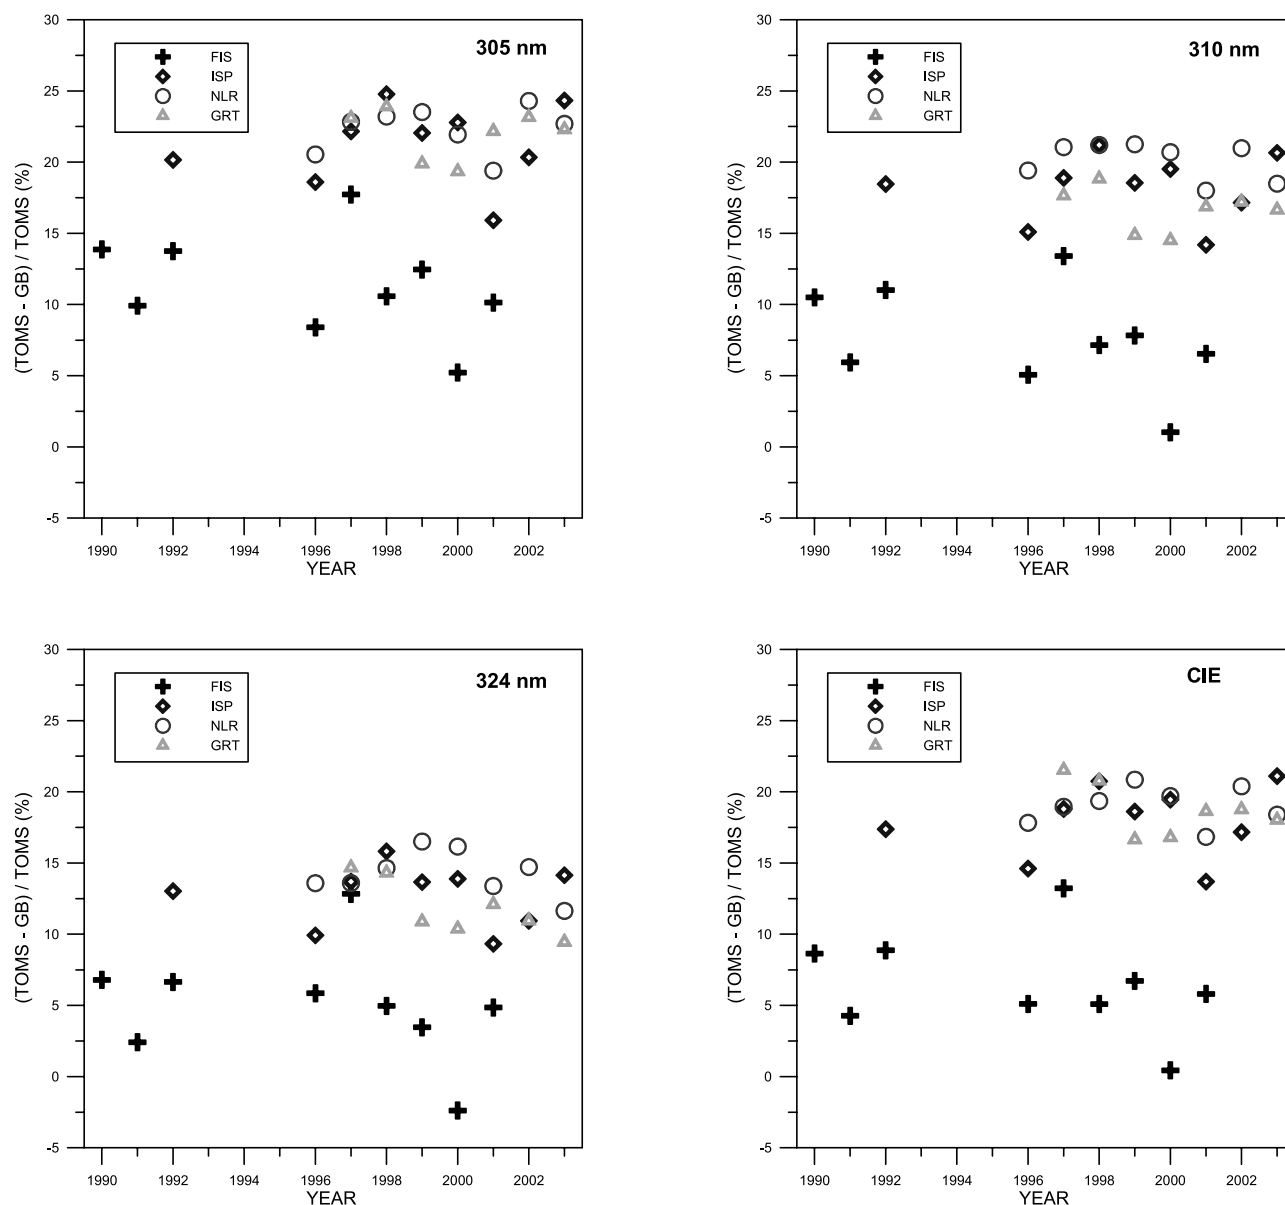 305 nm
FIS
ISP
NLR
GRT
30
25
20
15
10
5
0
-5
(TOMS - GB) / TOMS (%)
1990 1992 1994 1996 1998 2000 2002
YEAR
310 nm
FIS
ISP
NLR
GRT
30
25
20
15
10
5
0
-5
(TOMS - GB) / TOMS (%)
1990 1992 1994 1996 1998 2000 2002
YEAR
324 nm
FIS
ISP
NLR
GRT
30
25
20
15
10
5
0
-5
(TOMS - GB) / TOMS (%)
1990 1992 1994 1996 1998 2000 2002
YEAR
CIE
FIS
ISP
NLR
GRT
30
25
20
15
10
5
0
-5
(TOMS - GB) / TOMS (%)
1990 1992 1994 1996 1998 2000 2002
YEAR